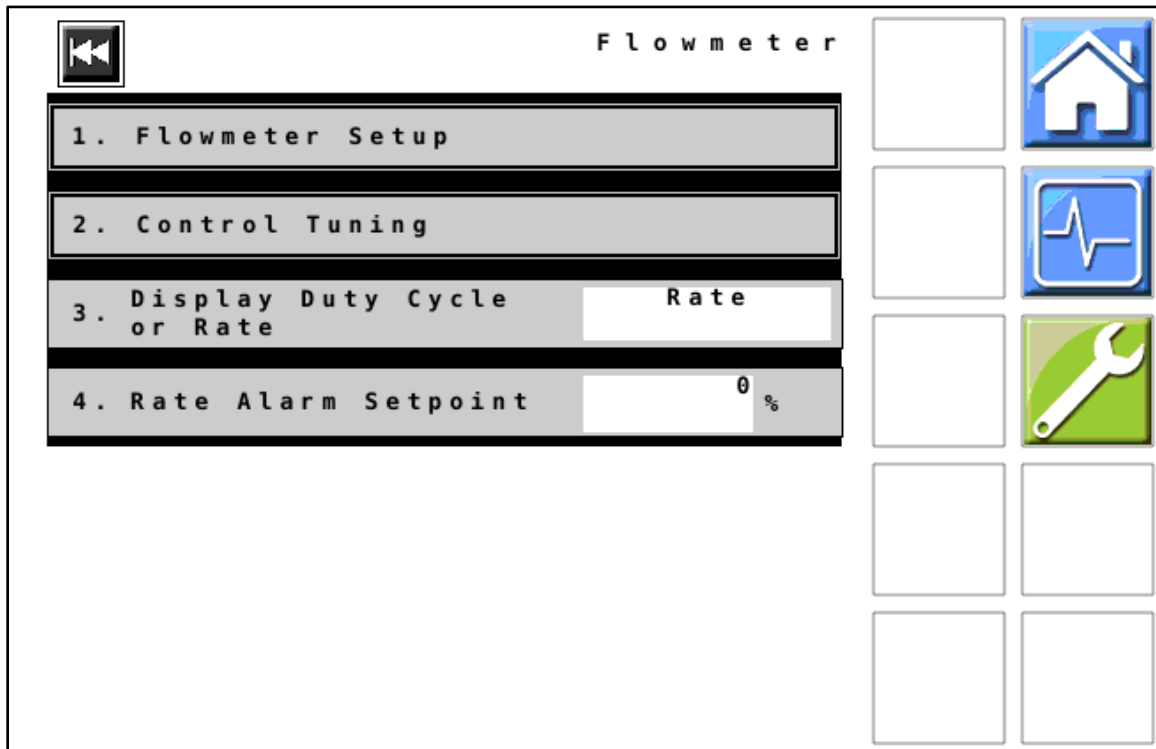 Flowmeter
1. Flowmeter Setup
2. Control Tuning
3. Display Duty Cycle
or Rate
Rate
4. Rate Alarm Setpoint
0
%